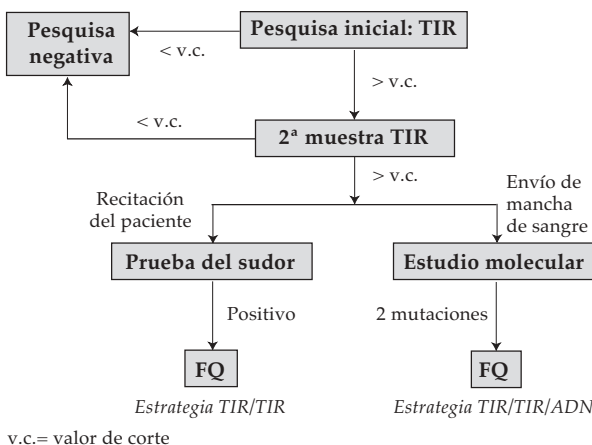 Pesquisa inicial: TIR
Pesquisa
negativa
< v.c.
> v.c.
2ª muestra TIR
< v.c.
> v.c.
Recitación
del paciente
Envío de
mancha
de sangre
Prueba del sudor
Estudio molecular
Positivo
2 mutaciones
FQ
FQ
Estrategia TIR/TIR
Estrategia TIR/TIR/ADN
v.c.= valor de corte